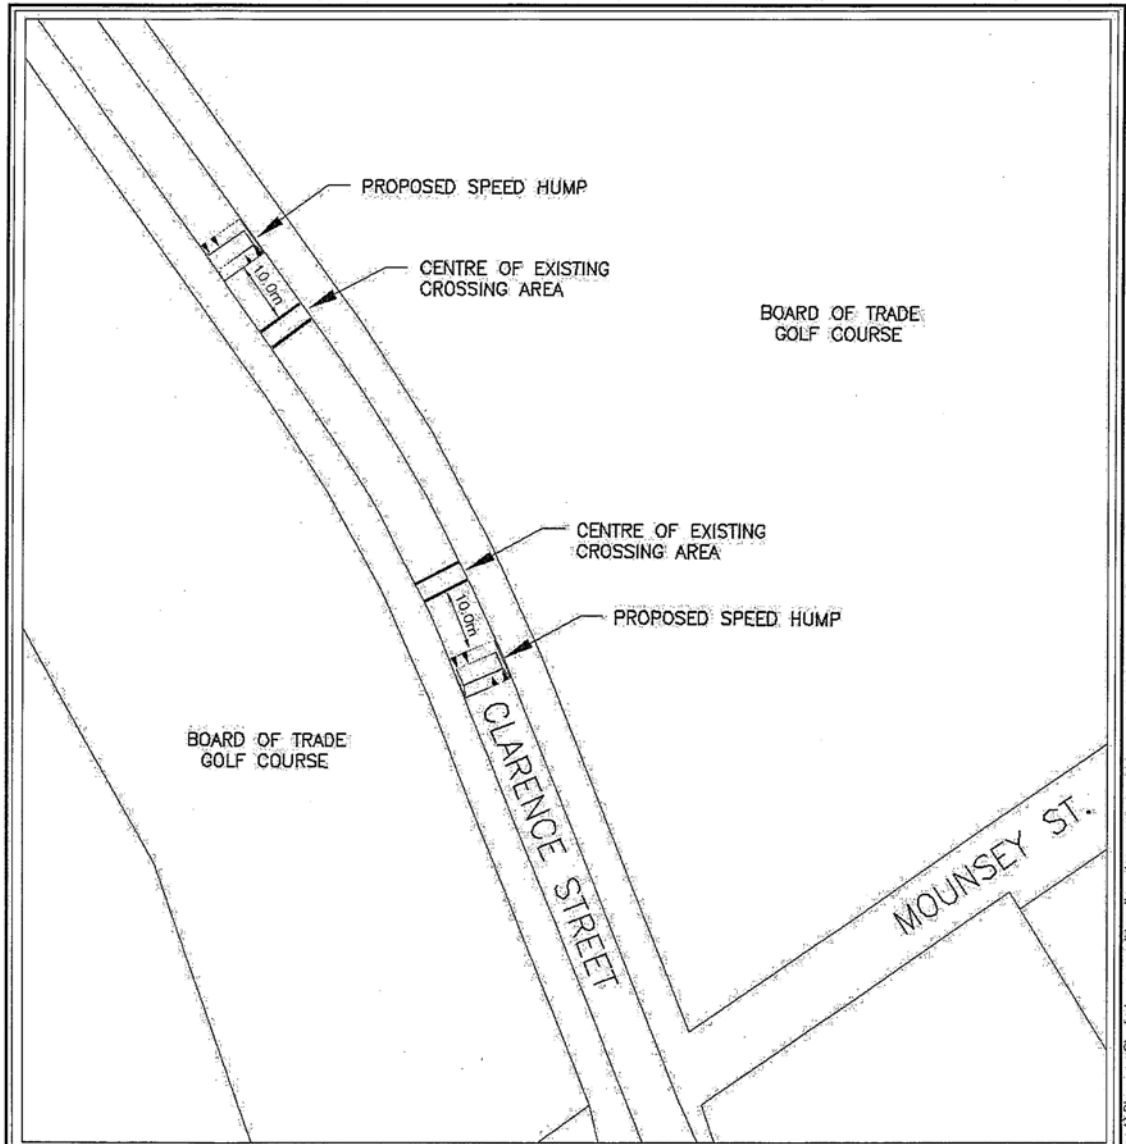 PROPOSED SPEED HUMP
10.0m
CENTRE OF EXISTING
CROSSING AREA
BOARD OF TRADE
GOLF COURSE
CENTRE OF EXISTING
CROSSING AREA
10.0m
PROPOSED SPEED HUMP
BOARD OF TRADE
GOLF COURSE
CLARENCE STREET
MOUNSEY ST.